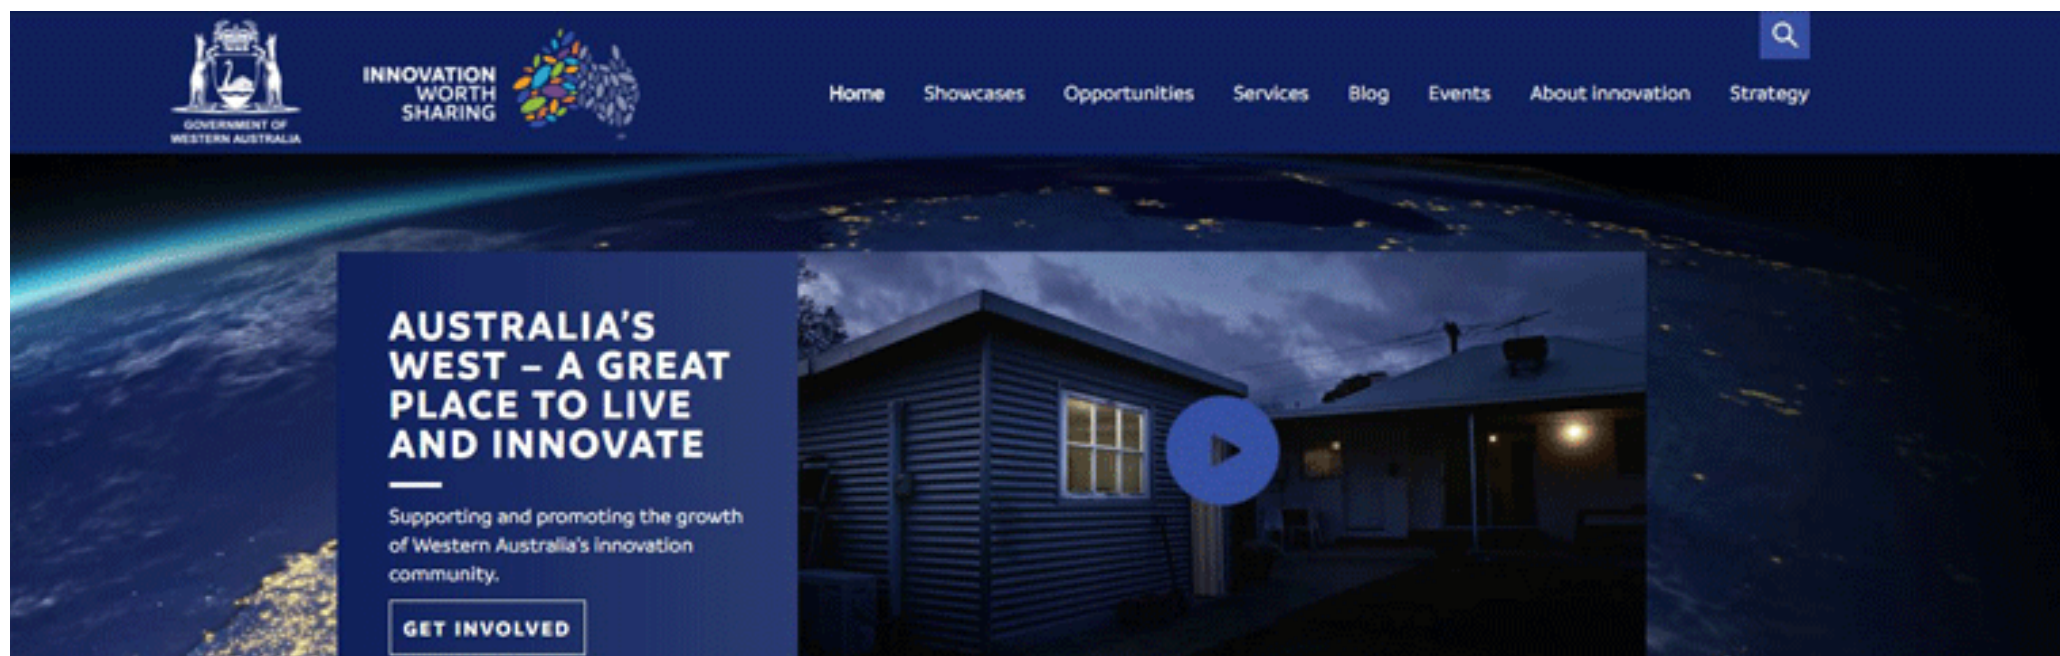 GOVERNMENT OF
WESTERN AUSTRALIA
INNOVATION
WORTH
SHARING
Home Showcases Opportunities Services Blog Events About innovation Strategy
AUSTRALIA'S
WEST – A GREAT
PLACE TO LIVE
AND INNOVATE
Supporting and promoting the growth
of Western Australia's innovation
community.
GET INVOLVED